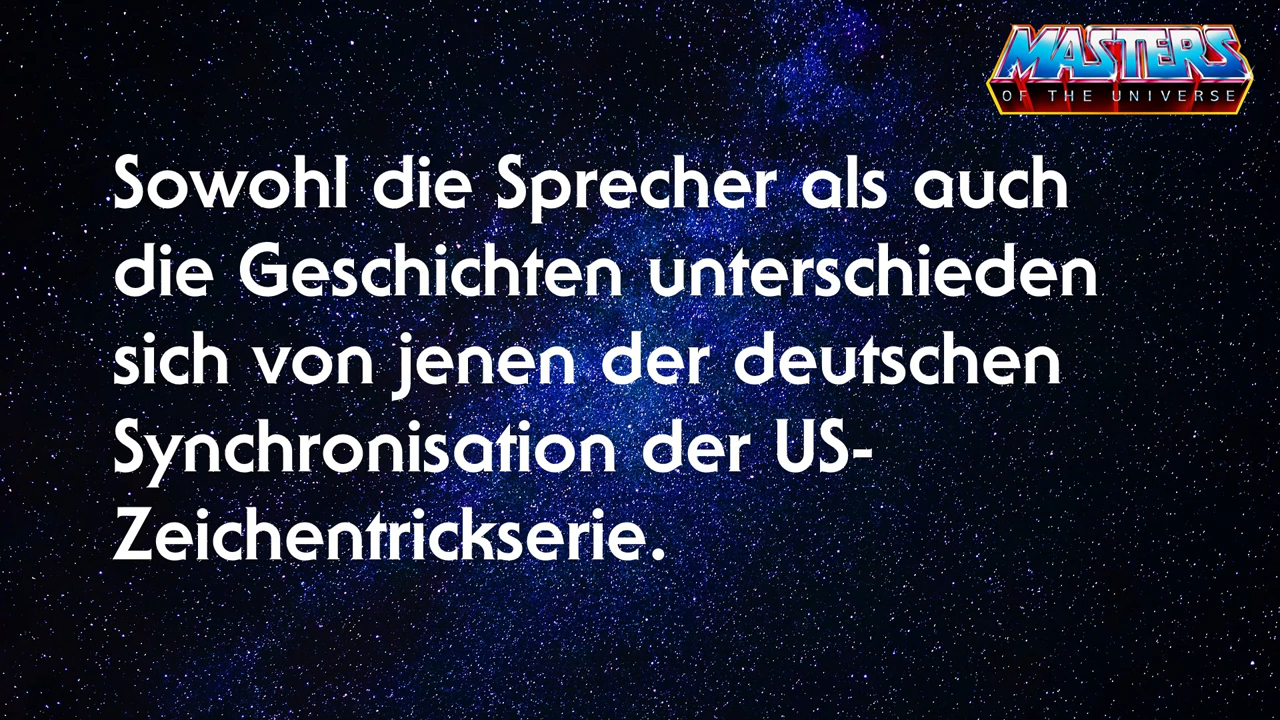 MASTERS
OF THE UNIVERSE
Sowohl die Sprecher als auch
die Geschichten unterschieden
sich von jenen der deutschen
Synchronisation der US-
Zeichentrickserie.